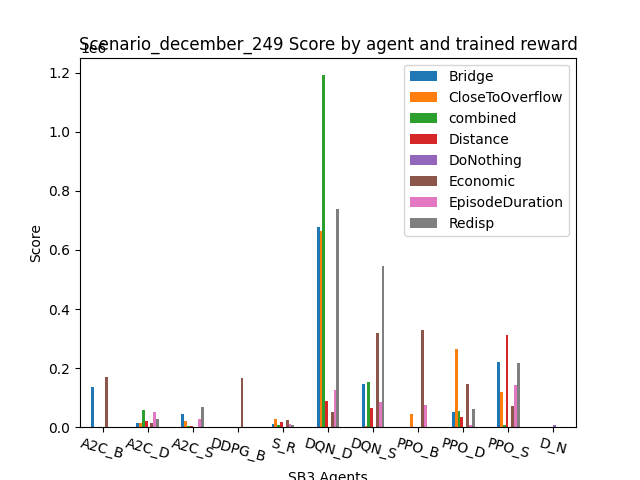 Scenario_december_249 Score by agent and trained reward
1e6
1.2
1.0
0.8
0.6
0.4
0.2
0.0
Score
Bridge
CloseToOverflow
combined
Distance
DoNothing
Economic
EpisodeDuration
Redisp
A2C_B A2C_D A2C_S DDPG_B S_R DQN_D DQN_S PPO_B PPO_D PPO_S D_N
SB3 Agents